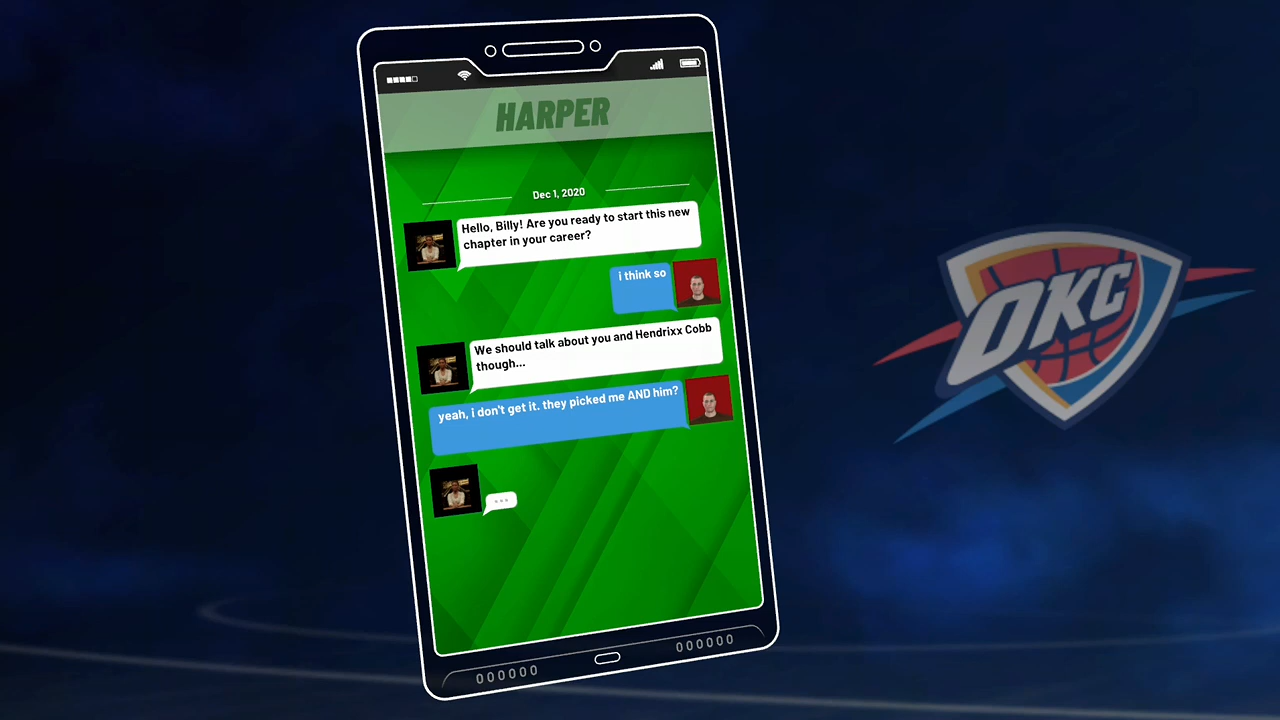 HARPER
Dec 1, 2020
Hello, Billy! Are you ready to start this new
chapter in your career?
i think so
We should talk about you and Hendrixx Cobb
though...
yeah, i don't get it. they picked me AND him?
...
OKC